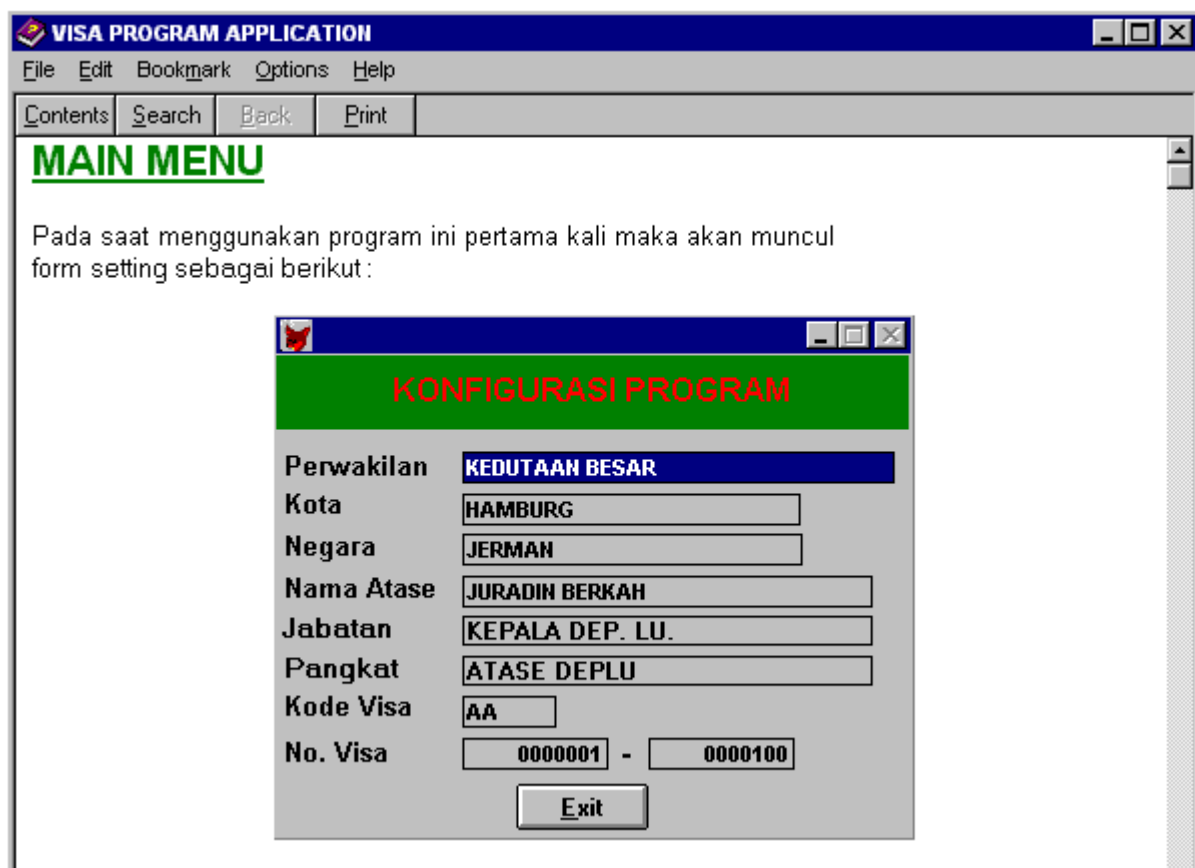 VISA PROGRAM APPLICATION
File Edit Bookmark Options Help
Contents Search Back Print
MAIN MENU
Pada saat menggunakan program ini pertama kali maka akan muncul
form setting sebagai berikut :
KONFIGURASI PROGRAM
Perwakilan KEDUTAAN BESAR
Kota HAMBURG
Negara JERMAN
Nama Atase JURADIN BERKAH
Jabatan KEPALA DEP. LU.
Pangkat ATASE DEPLU
Kode Visa AA
No. Visa 0000001 - 0000100
Exit